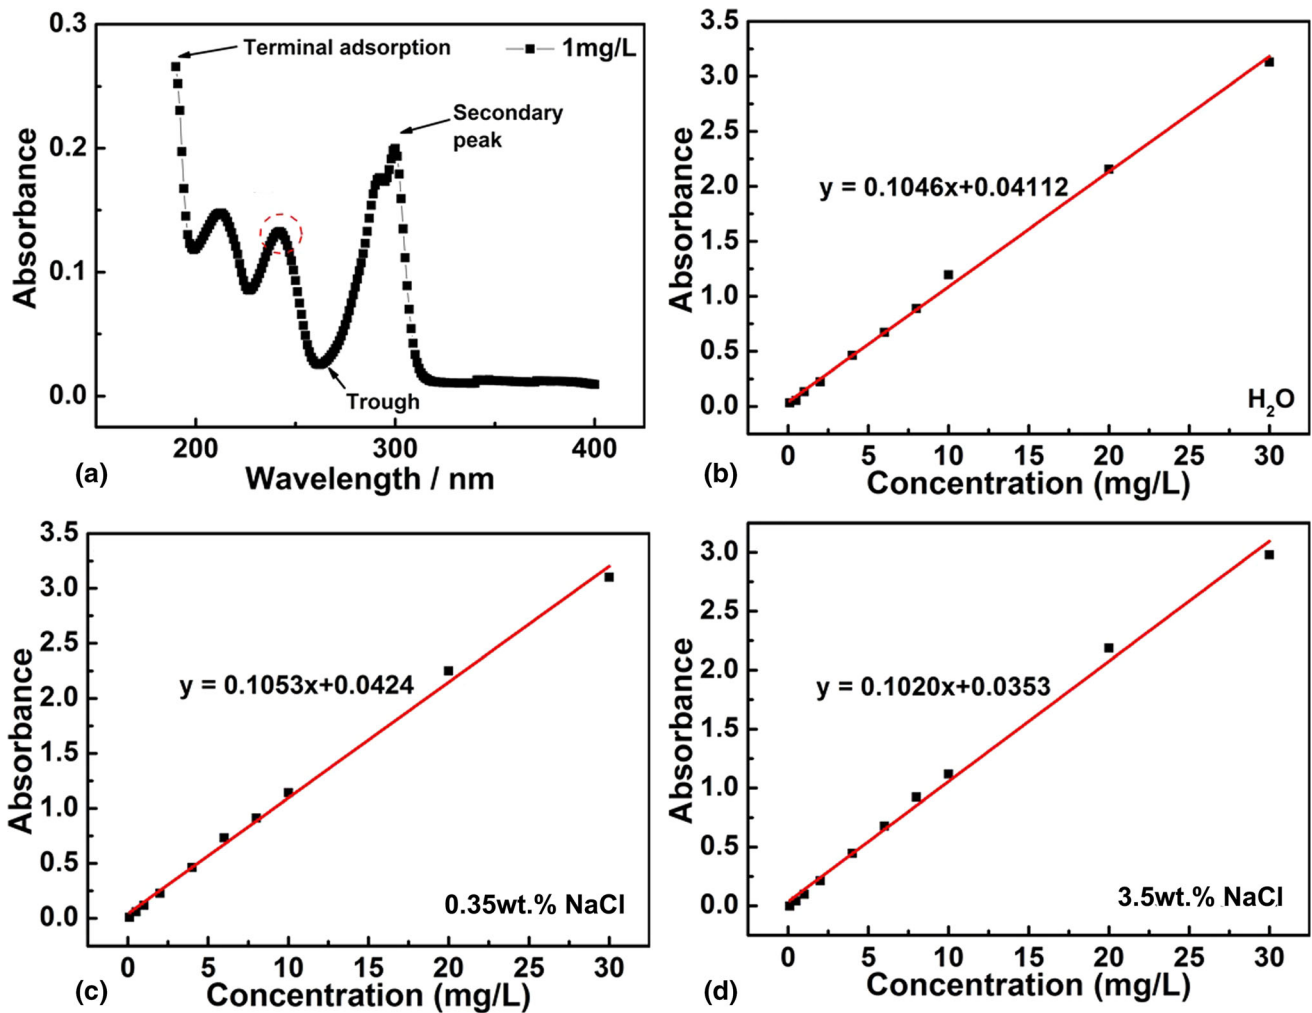 0.3
0.2
0.1
0.0
Absorbance
Terminal adsorption
1mg/L
Secondary
peak
Trough
200
300
400
(a)
Wavelength / nm
3.5
3.0
2.5
2.0
1.5
1.0
0.5
0.0
Absorbance
y = 0.1046x+0.04112
H₂O
0
5
10
15
20
25
30
(b)
Concentration (mg/L)
3.5
3.0
2.5
2.0
1.5
1.0
0.5
0.0
Absorbance
y = 0.1053x+0.0424
0.35wt.% NaCl
0
5
10
15
20
25
30
(c)
Concentration (mg/L)
3.0
2.5
2.0
1.5
1.0
0.5
0.0
Absorbance
y = 0.1020x+0.0353
3.5wt.% NaCl
0
5
10
15
20
25
30
(d)
Concentration (mg/L)